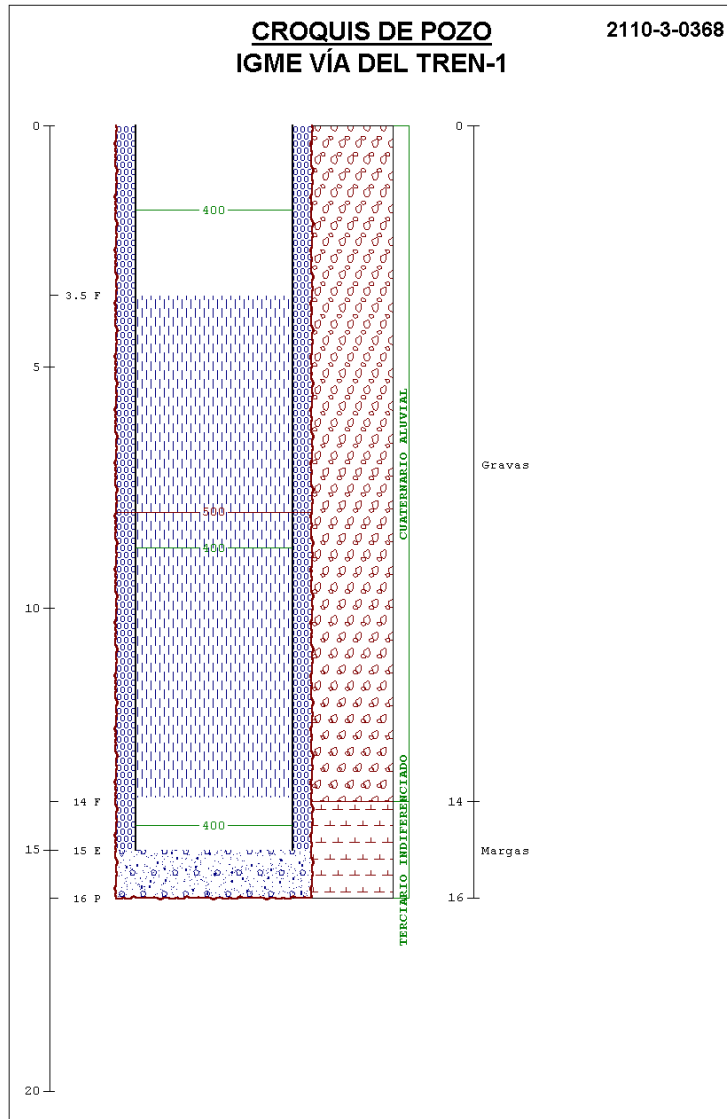 CROQUIS DE POZO
2110-3-0368
IGME VÍA DEL TREN-1
0
0
400
3.5 F
5
CUATERNARIO ALUVIAL
Gravas
500
400
10
TERCIARIO INDIFERENCIADO
14 F
14
400
15
15 E
Margas
16 P
16
20